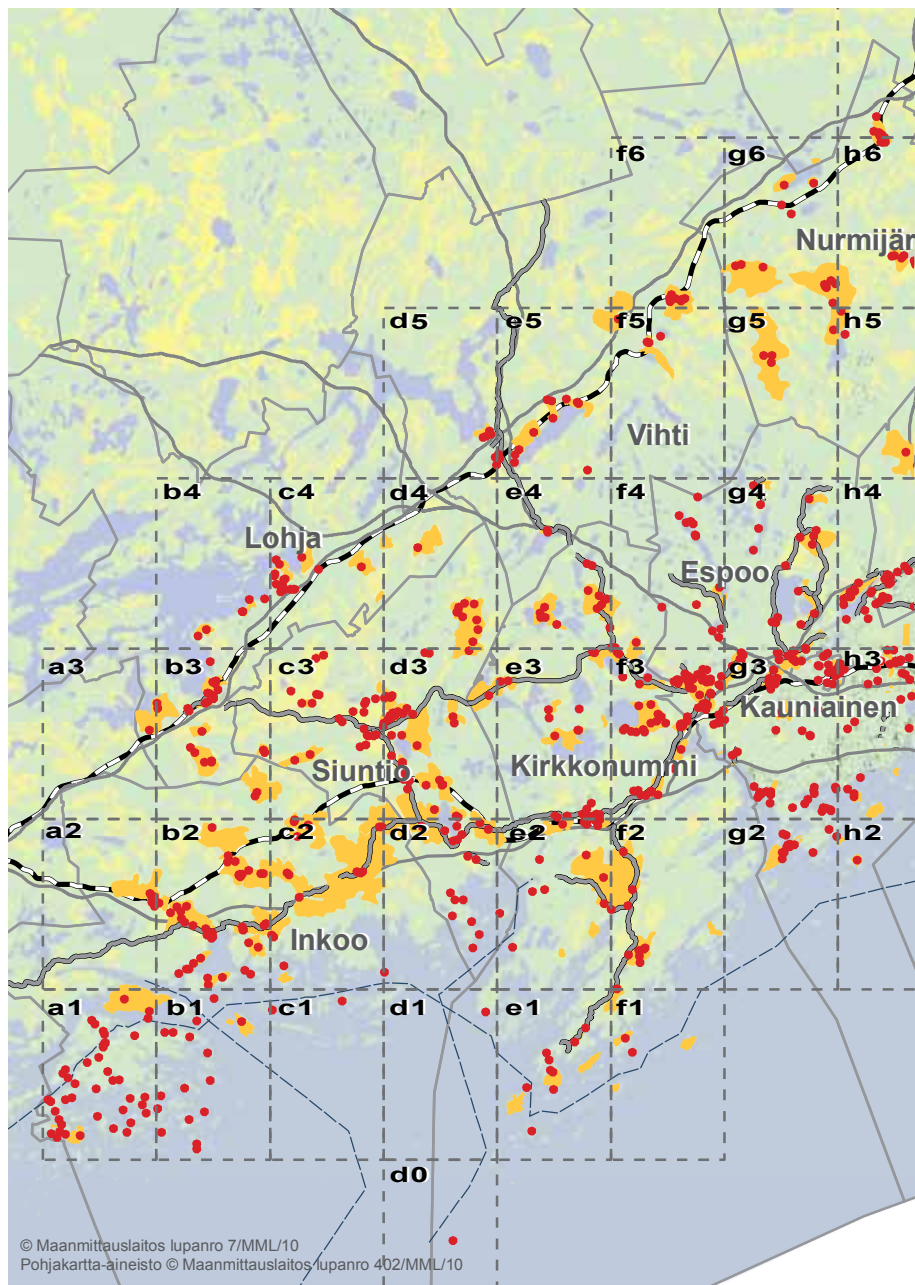 f6 g6 h6
Nurmijär
d5 e5 f5 g5 h5
Vihti
b4 c4 d4 e4 f4 g4 h4
Lohja
Espoo
a3 b3 c3 d3 e3 f3 g3 h3
Kauniainen
Siuntio Kirkkonummi
a2 b2 c2 d2 e2 f2 g2 h2
Inkoo
a1 b1 c1 d1 e1 f1
d0
© Maanmittauslaitos lupanro 7/MML/10
Pohjakartta-aineisto © Maanmittauslaitos lupanro 402/MML/10